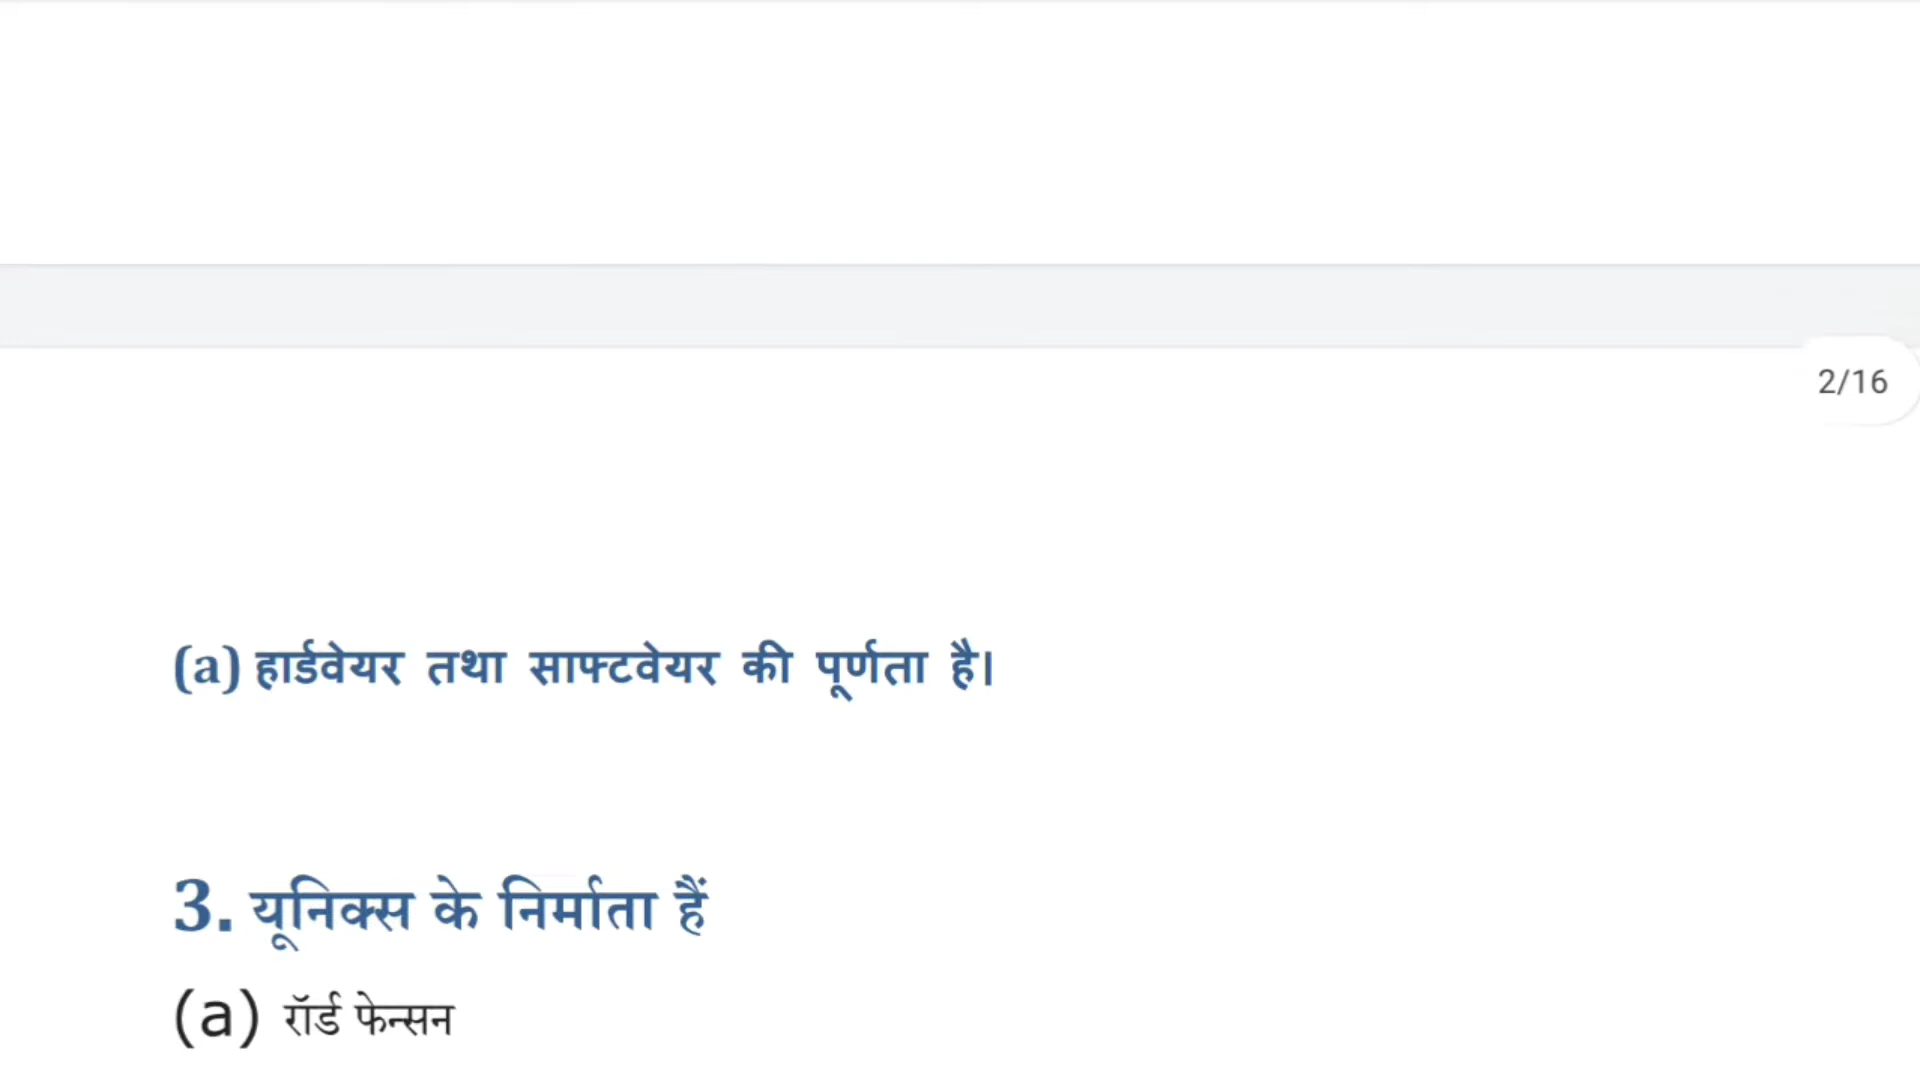 2/16
(a) हार्डवेयर तथा साफ्टवेयर की पूर्णता है।
3. यूनिक्स के निर्माता हैं
(a) रॉर्ड फेन्सन